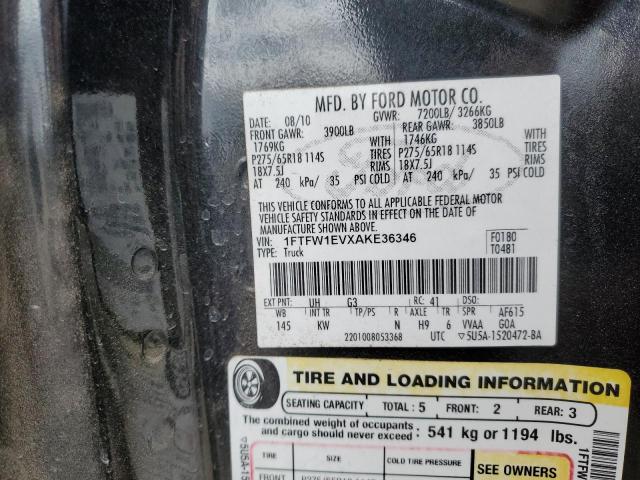 MFD. BY FORD MOTOR CO.
DATE: 08/10 GVWR: 7200LB/ 3266KG
FRONT GAWR: 3900LB REAR GAWR: 3850LB
1769KG WITH 1746KG WITH
P275/65R18 114S TIRES P275/65R18 114S TIRES
18X7.5J RIMS 18X7.5J RIMS
AT 240 kPa/ 35 PSI COLD AT 240 kPa/ 35 PSI COLD
THIS VEHICLE CONFORMS TO ALL APPLICABLE FEDERAL MOTOR
VEHICLE SAFETY STANDARDS IN EFFECT ON THE DATE OF
MANUFACTURE SHOWN ABOVE.
VIN: 1FTFW1EVXAKE36346 F0180
TYPE: Truck T0481
EXT PNT: UH G3 RC: 41 DSO:
WB INT TR TP/PS R AXLE TR SPR AF615
145 KW N H9 6 VVAA GOA
2201008053368 UTC ▽5U5A-1520472-BA
TIRE AND LOADING INFORMATION
SEATING CAPACITY TOTAL : 5 FRONT: 2 REAR: 3
The combined weight of occupants
and cargo should never exceed : 541 kg or 1194 lbs.
TIRE SIZE COLD TIRE PRESSURE SEE OWNERS
FRONT
▽5U5A-15
1FTFW